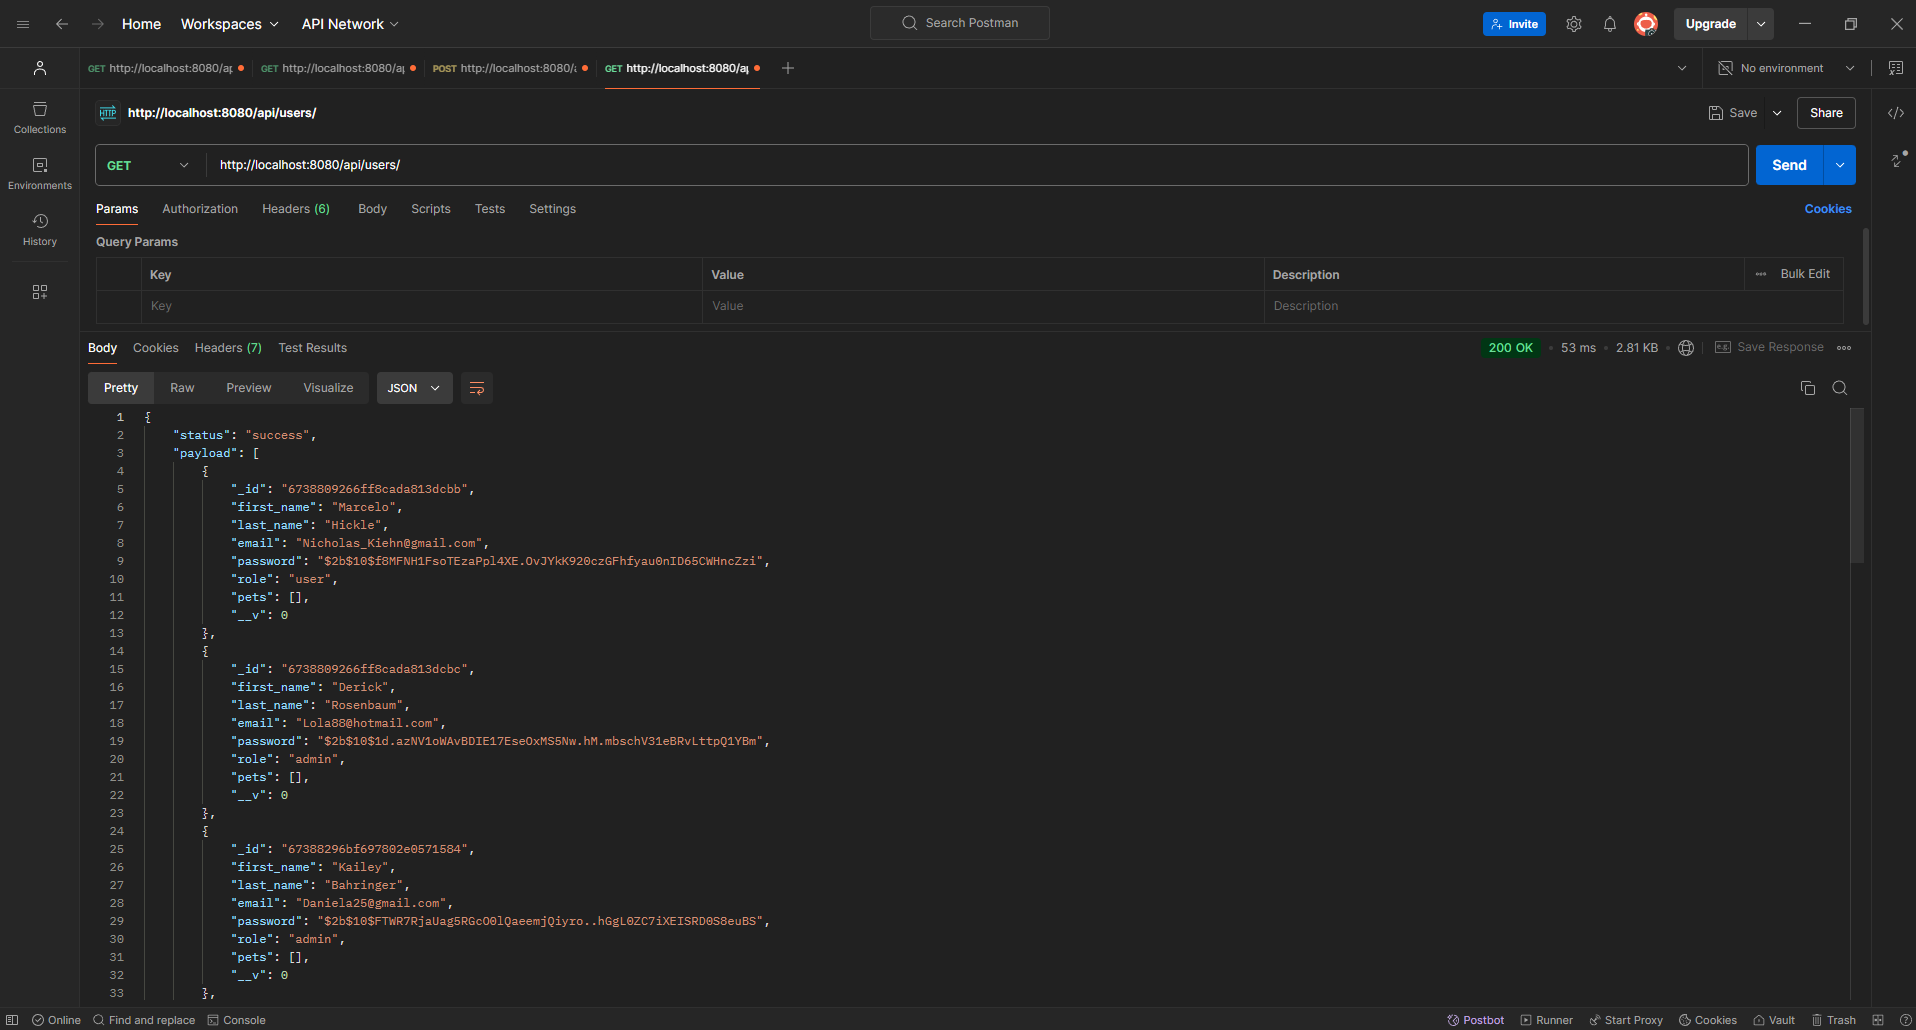 Home Workspaces API Network Search Postman Invite Upgrade
GET http://localhost:8080/ap GET http://localhost:8080/ap POST http://localhost:8080/a GET http://localhost:8080/ap No environment
Collections
Environments
History
HTTP http://localhost:8080/api/users/ Save Share
GET http://localhost:8080/api/users/ Send
Params Authorization Headers (6) Body Scripts Tests Settings Cookies
Query Params
Key Value Description Bulk Edit
Key Value Description
Body Cookies Headers (7) Test Results 200 OK 53 ms 2.81 KB e.g. Save Response
Pretty Raw Preview Visualize JSON
1 {
2 "status": "success",
3 "payload": [
4 {
5 "_id": "6738809266ff8cada813dcbb",
6 "first_name": "Marcelo",
7 "last_name": "Hickle",
8 "email": "Nicholas_Kiehn@gmail.com",
9 "password": "$2b$10$f8MFNH1FsoTEzaPpl4XE.OvJYkK920czGFhfyau0nID65CWHncZzi",
10 "role": "user",
11 "pets": [],
12 "__v": 0
13 },
14 {
15 "_id": "6738809266ff8cada813dcbc",
16 "first_name": "Derick",
17 "last_name": "Rosenbaum",
18 "email": "Lola88@hotmail.com",
19 "password": "$2b$10$1d.azNV1oWAvBDIE17EseOxMS5Nw.hM.mbschV31eBRvLttpQ1YBm",
20 "role": "admin",
21 "pets": [],
22 "__v": 0
23 },
24 {
25 "_id": "67388296bf697802e0571584",
26 "first_name": "Kailey",
27 "last_name": "Bahringer",
28 "email": "Daniela25@gmail.com",
29 "password": "$2b$10$FTWR7RjaUag5RGcO0lQaeemjQiyro..hGgL0ZC7iXEISRD0S8euBS",
30 "role": "admin",
31 "pets": [],
32 "__v": 0
33 },
Online Find and replace Console Postbot Runner Start Proxy Cookies Vault Trash